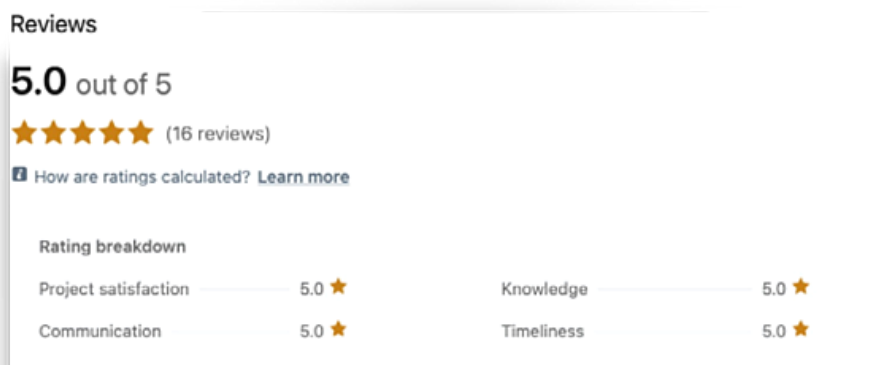 Reviews
5.0 out of 5
(16 reviews)
How are ratings calculated? Learn more
Rating breakdown
Project satisfaction 5.0 Knowledge 5.0
Communication 5.0 Timeliness 5.0